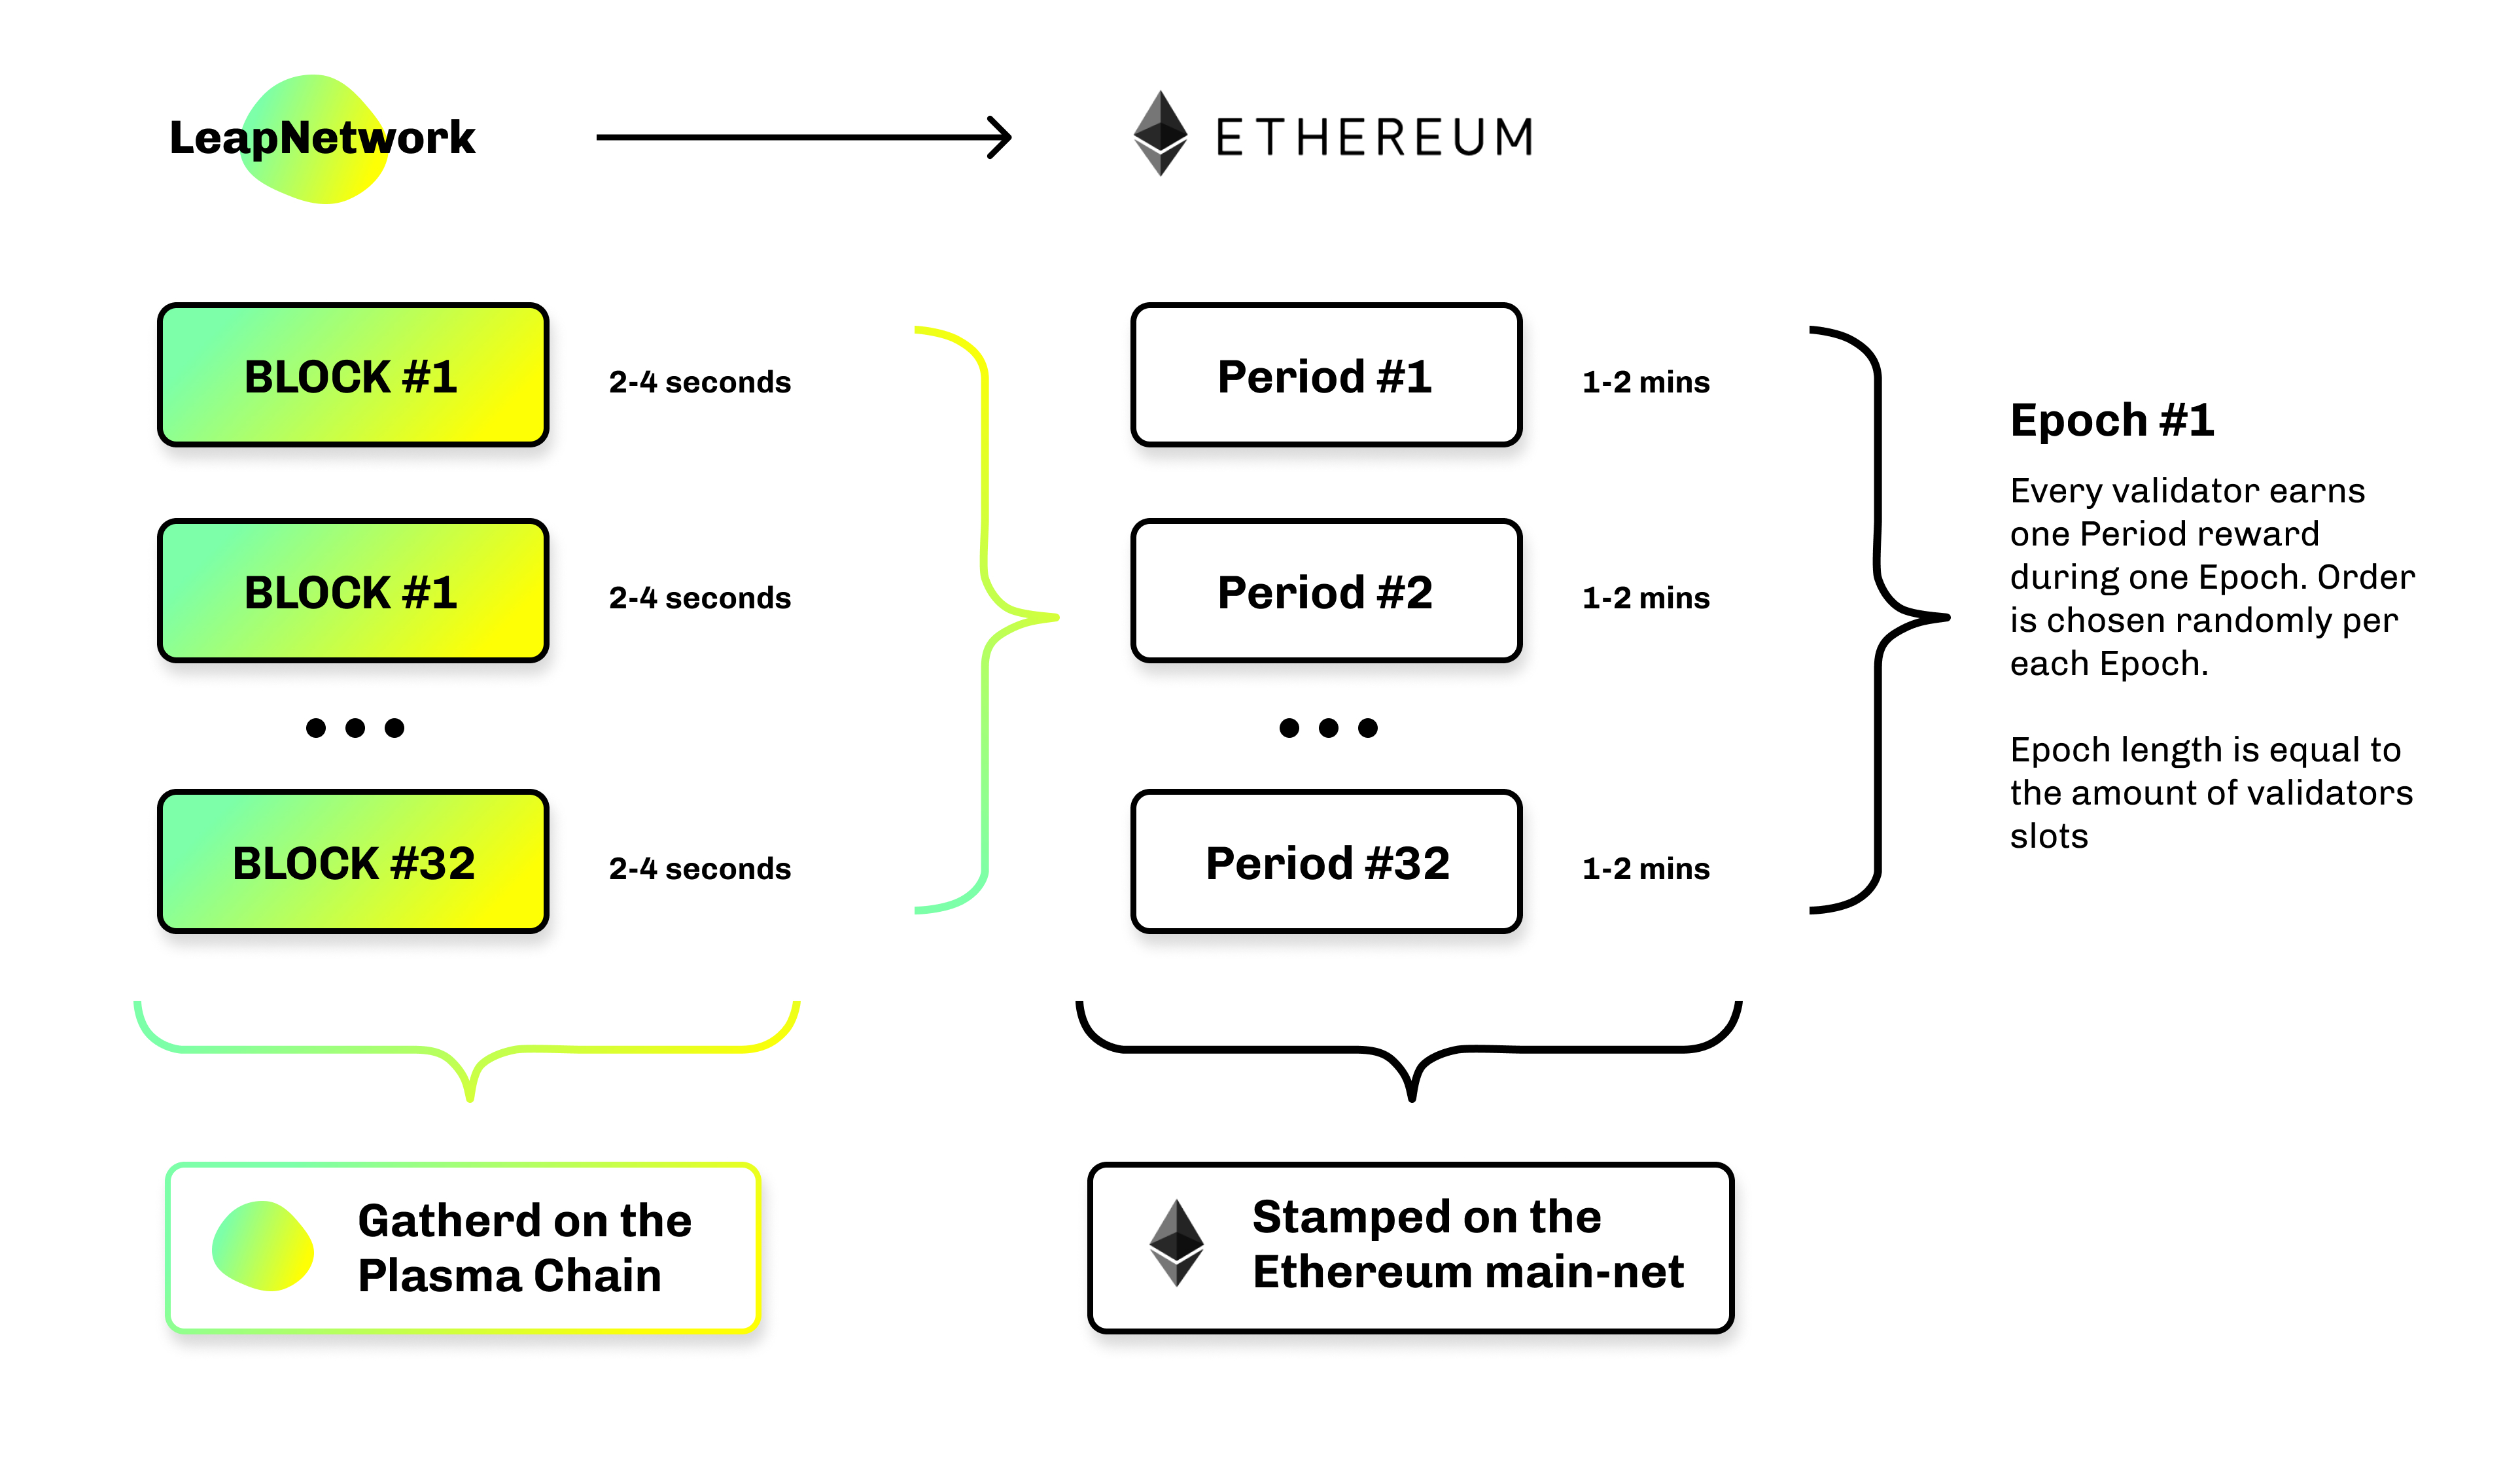 LeapNetwork
ETHEREUM
BLOCK #1
2-4 seconds
BLOCK #1
2-4 seconds
BLOCK #32
2-4 seconds
Period #1
1-2 mins
Period #2
1-2 mins
Period #32
1-2 mins
Epoch #1
Every validator earns
one Period reward
during one Epoch. Order
is chosen randomly per
each Epoch.
Epoch length is equal to
the amount of validators
slots
Gatherd on the
Plasma Chain
Stamped on the
Ethereum main-net